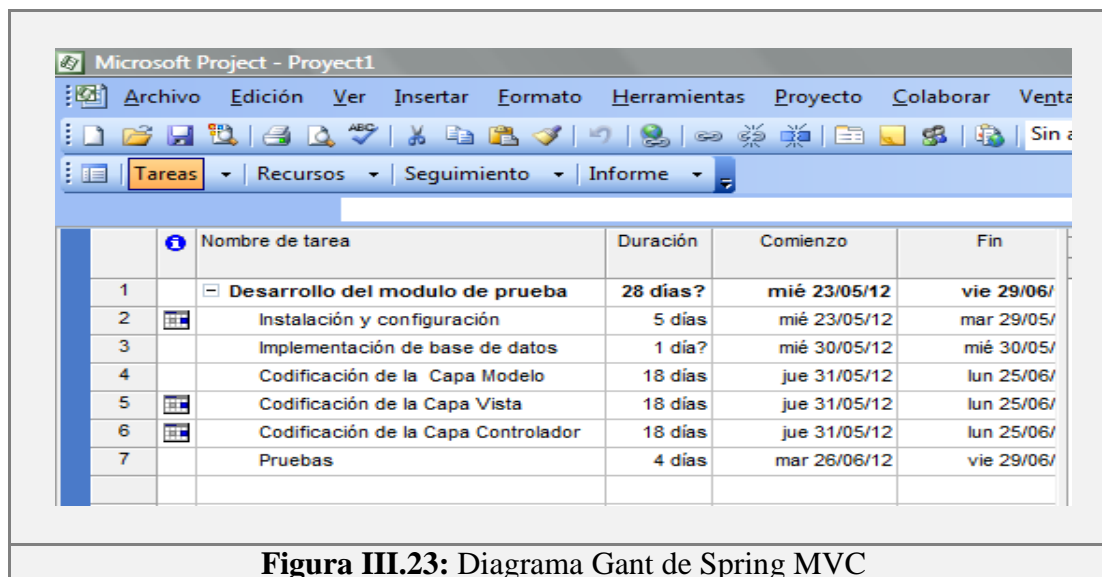 Microsoft Project - Proyect1
Archivo Edición Ver Insertar Formato Herramientas Proyecto Colaborar Venta
ABC Sin a
Tareas Recursos Seguimiento Informe
Nombre de tarea Duración Comienzo Fin
1 Desarrollo del modulo de prueba 28 días? mié 23/05/12 vie 29/06/
2 Instalación y configuración 5 días mié 23/05/12 mar 29/05/
3 Implementación de base de datos 1 día? mié 30/05/12 mié 30/05/
4 Codificación de la Capa Modelo 18 días jue 31/05/12 lun 25/06/
5 Codificación de la Capa Vista 18 días jue 31/05/12 lun 25/06/
6 Codificación de la Capa Controlador 18 días jue 31/05/12 lun 25/06/
7 Pruebas 4 días mar 26/06/12 vie 29/06/
Figura III.23: Diagrama Gant de Spring MVC